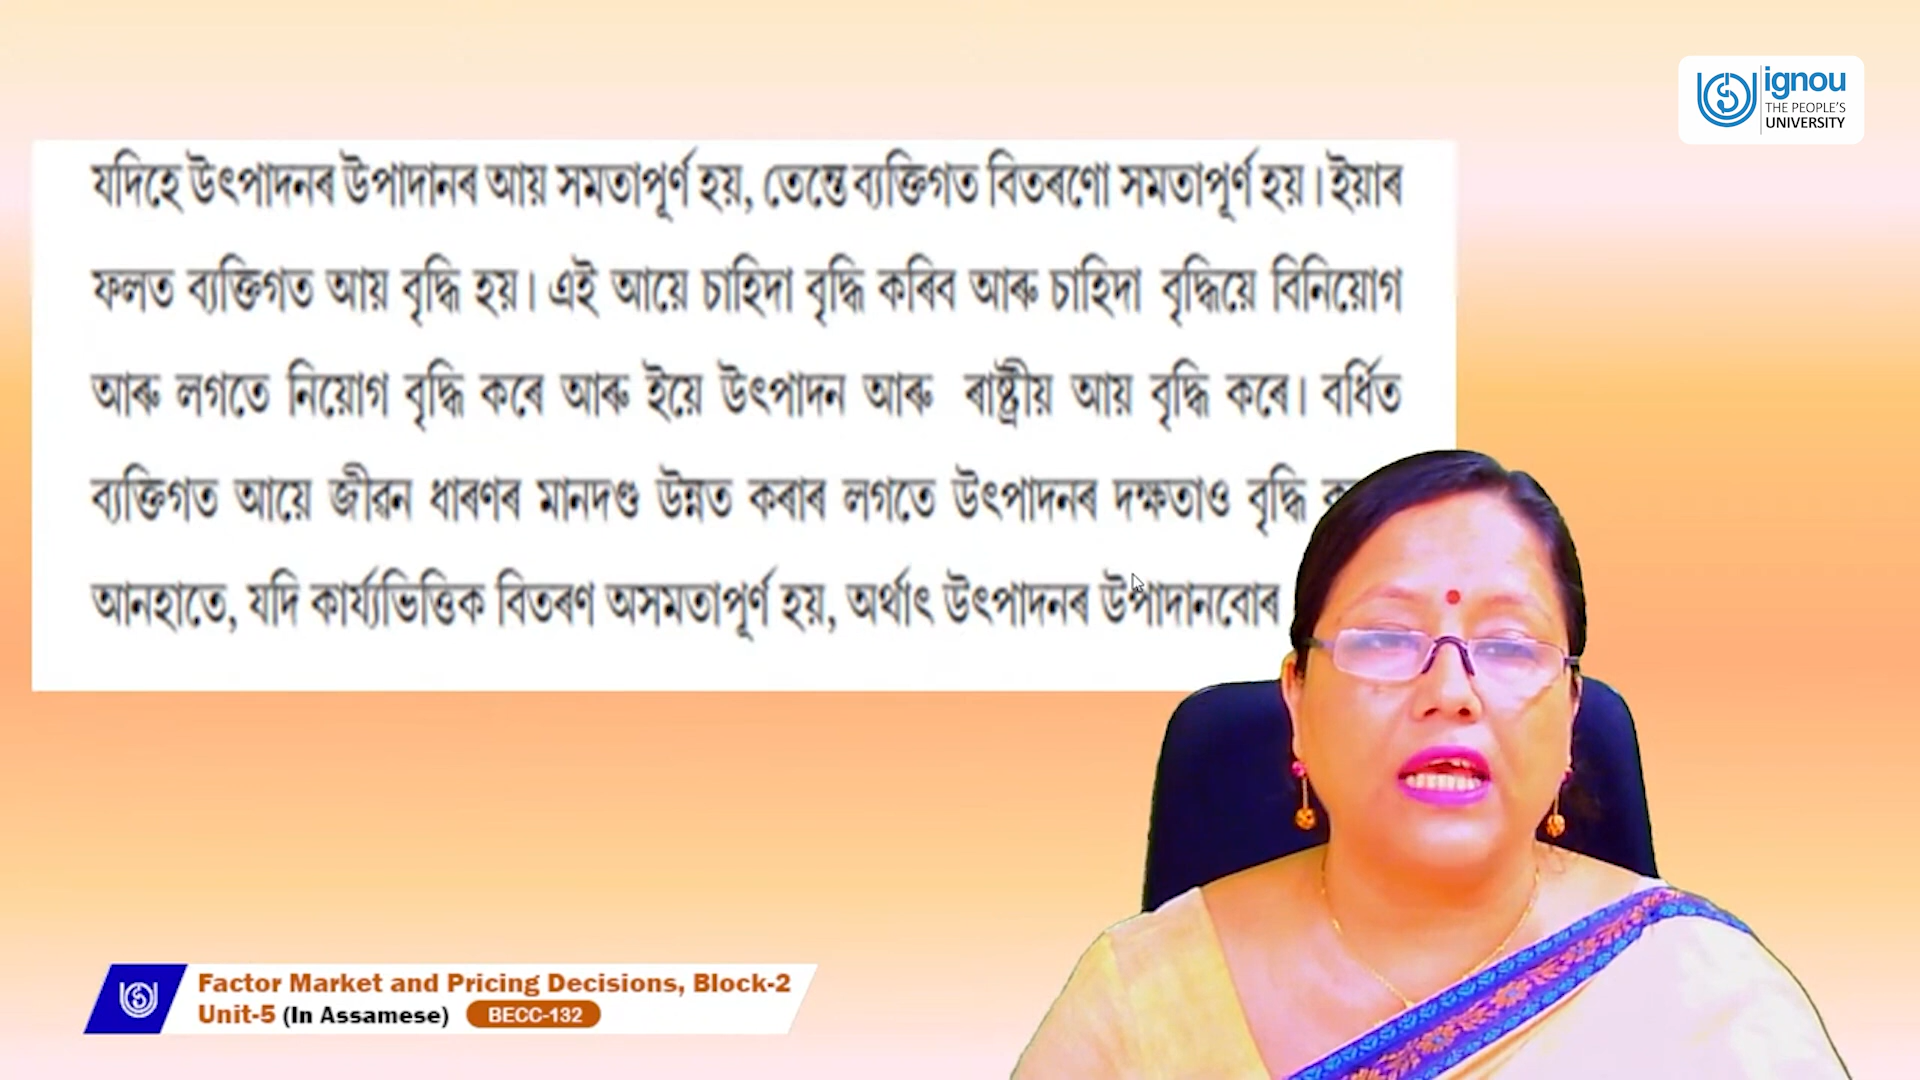 ignou
THE PEOPLE'S
UNIVERSITY
যদিহে উৎপাদনৰ উপাদানৰ আয় সমতাপূৰ্ণ হয়, তেন্তে ব্যক্তিগত বিতৰণো সমতাপূৰ্ণ হয়। ইয়াৰ
ফলত ব্যক্তিগত আয় বৃদ্ধি হয়। এই আয়ে চাহিদা বৃদ্ধি কৰিব আৰু চাহিদা বৃদ্ধিয়ে বিনিয়োগ
আৰু লগতে নিয়োগ বৃদ্ধি কৰে আৰু ইয়ে উৎপাদন আৰু ৰাষ্ট্ৰীয় আয় বৃদ্ধি কৰে। বৰ্ধিত
ব্যক্তিগত আয়ে জীৱন ধাৰণৰ মানদণ্ড উন্নত কৰাৰ লগতে উৎপাদনৰ দক্ষতাও বৃদ্ধি
আনহাতে, যদি কাৰ্য্যভিত্তিক বিতৰণ অসমতাপূৰ্ণ হয়, অৰ্থাৎ উৎপাদনৰ উপাদানবোৰ
Factor Market and Pricing Decisions, Block-2
Unit-5 (In Assamese) BECC-132